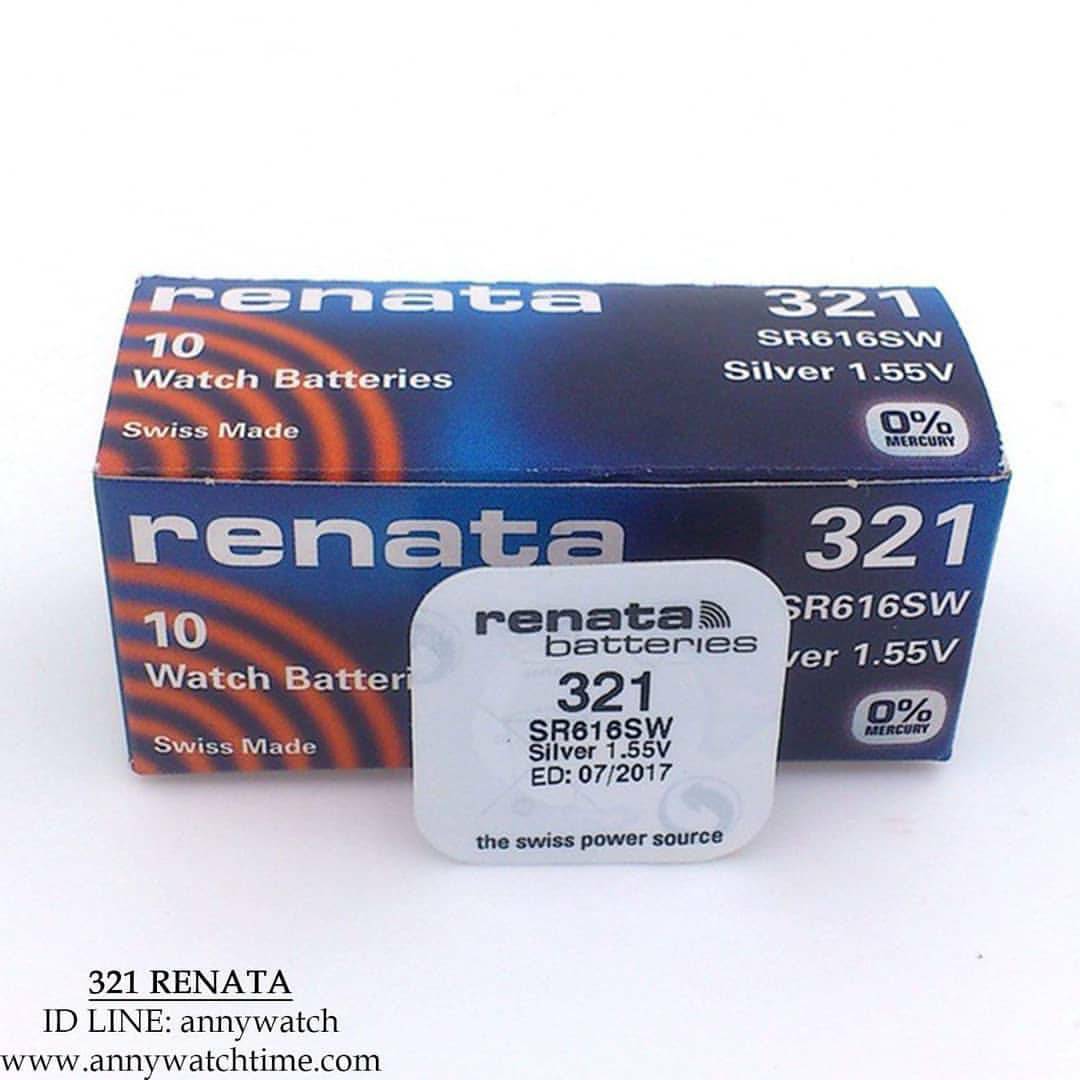 renata
321
10
SR616SW
Watch Batteries
Silver 1.55V
Swiss Made
0%
MERCURY
renata
321
10
SR616SW
Watch Batteri
ver 1.55V
Swiss Made
0%
MERCURY
renata
batteries
321
SR616SW
Silver 1.55V
ED: 07/2017
the swiss power source
321 RENATA
ID LINE: annywatch
www.annywatchtime.com